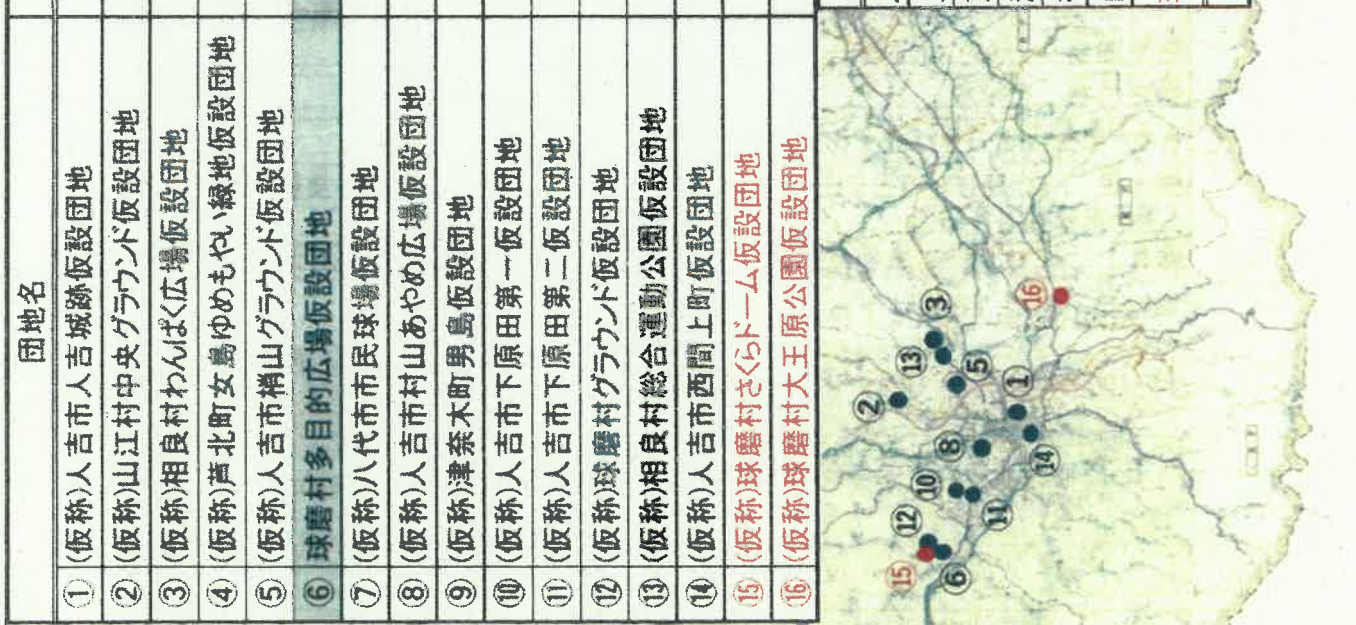 団地名
① (仮称)人吉市人吉城跡仮設団地
② (仮称)山江村中央グラウンド仮設団地
③ (仮称)相良村わんぱく広場仮設団地
④ (仮称)芦北町女島ゆめもやい緑地仮設団地
⑤ (仮称)人吉市梢山グラウンド仮設団地
⑥ 球磨村多目的広場仮設団地
⑦ (仮称)八代市市民球場仮設団地
⑧ (仮称)人吉市村山あやめ広場仮設団地
⑨ (仮称)津奈木町男島仮設団地
⑩ (仮称)人吉市下原田第一仮設団地
⑪ (仮称)人吉市下原田第二仮設団地
⑫ (仮称)球磨村グラウンド仮設団地
⑬ (仮称)相良村総合運動公園仮設団地
⑭ (仮称)人吉市西間上町仮設団地
⑮ (仮称)球磨村さくらドーム仮設団地
⑯ (仮称)球磨村大王原公園仮設団地
②
⑬
③
⑮
⑫
⑩
⑧
⑤
⑥
⑪
①
⑯
⑭